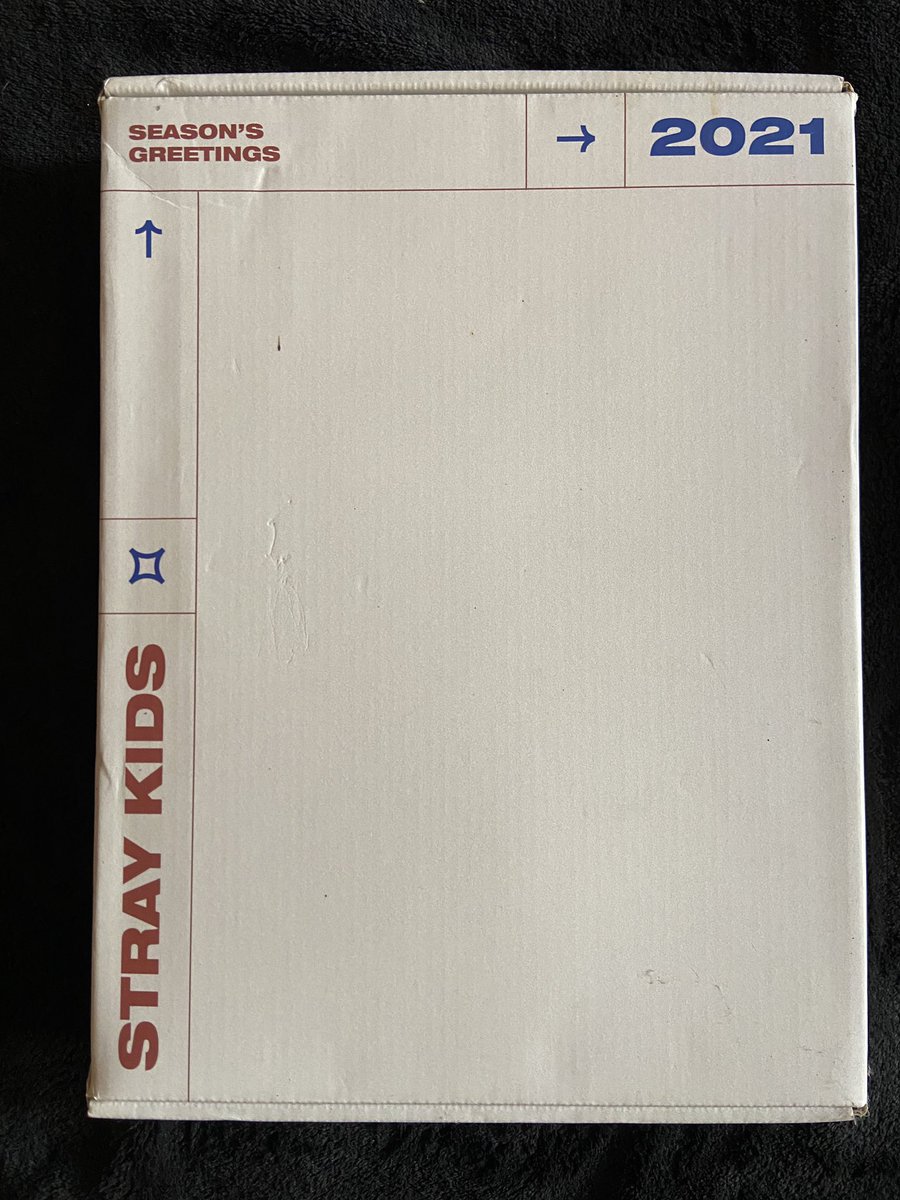 SEASON'S
GREETINGS
→
2021
↑
STRAY KIDS